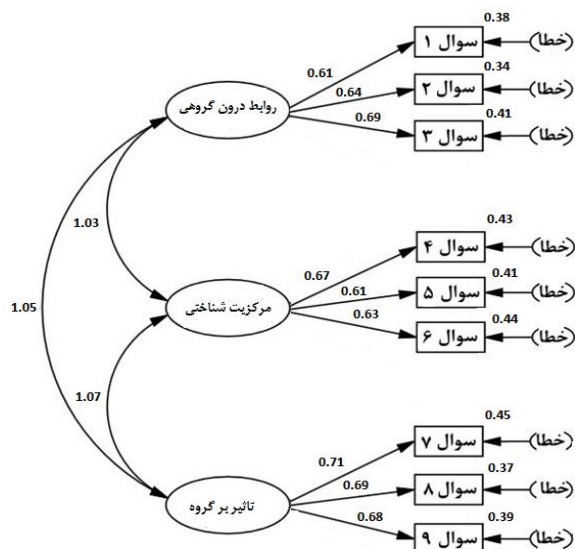 0.38
سوال ۱
(خطا)
0.61
0.34
سوال ۲
(خطا)
0.64
روابط درون گروهی
0.41
سوال ۳
(خطا)
0.69
1.03
0.43
سوال ۴
(خطا)
0.67
0.41
سوال ۵
(خطا)
0.61
مرکزیت شناختی
0.44
سوال ۶
(خطا)
0.63
1.05
1.07
0.45
سوال ۷
(خطا)
0.71
0.37
سوال ۸
(خطا)
0.69
تاثیر بر گروه
0.39
سوال ۹
(خطا)
0.68